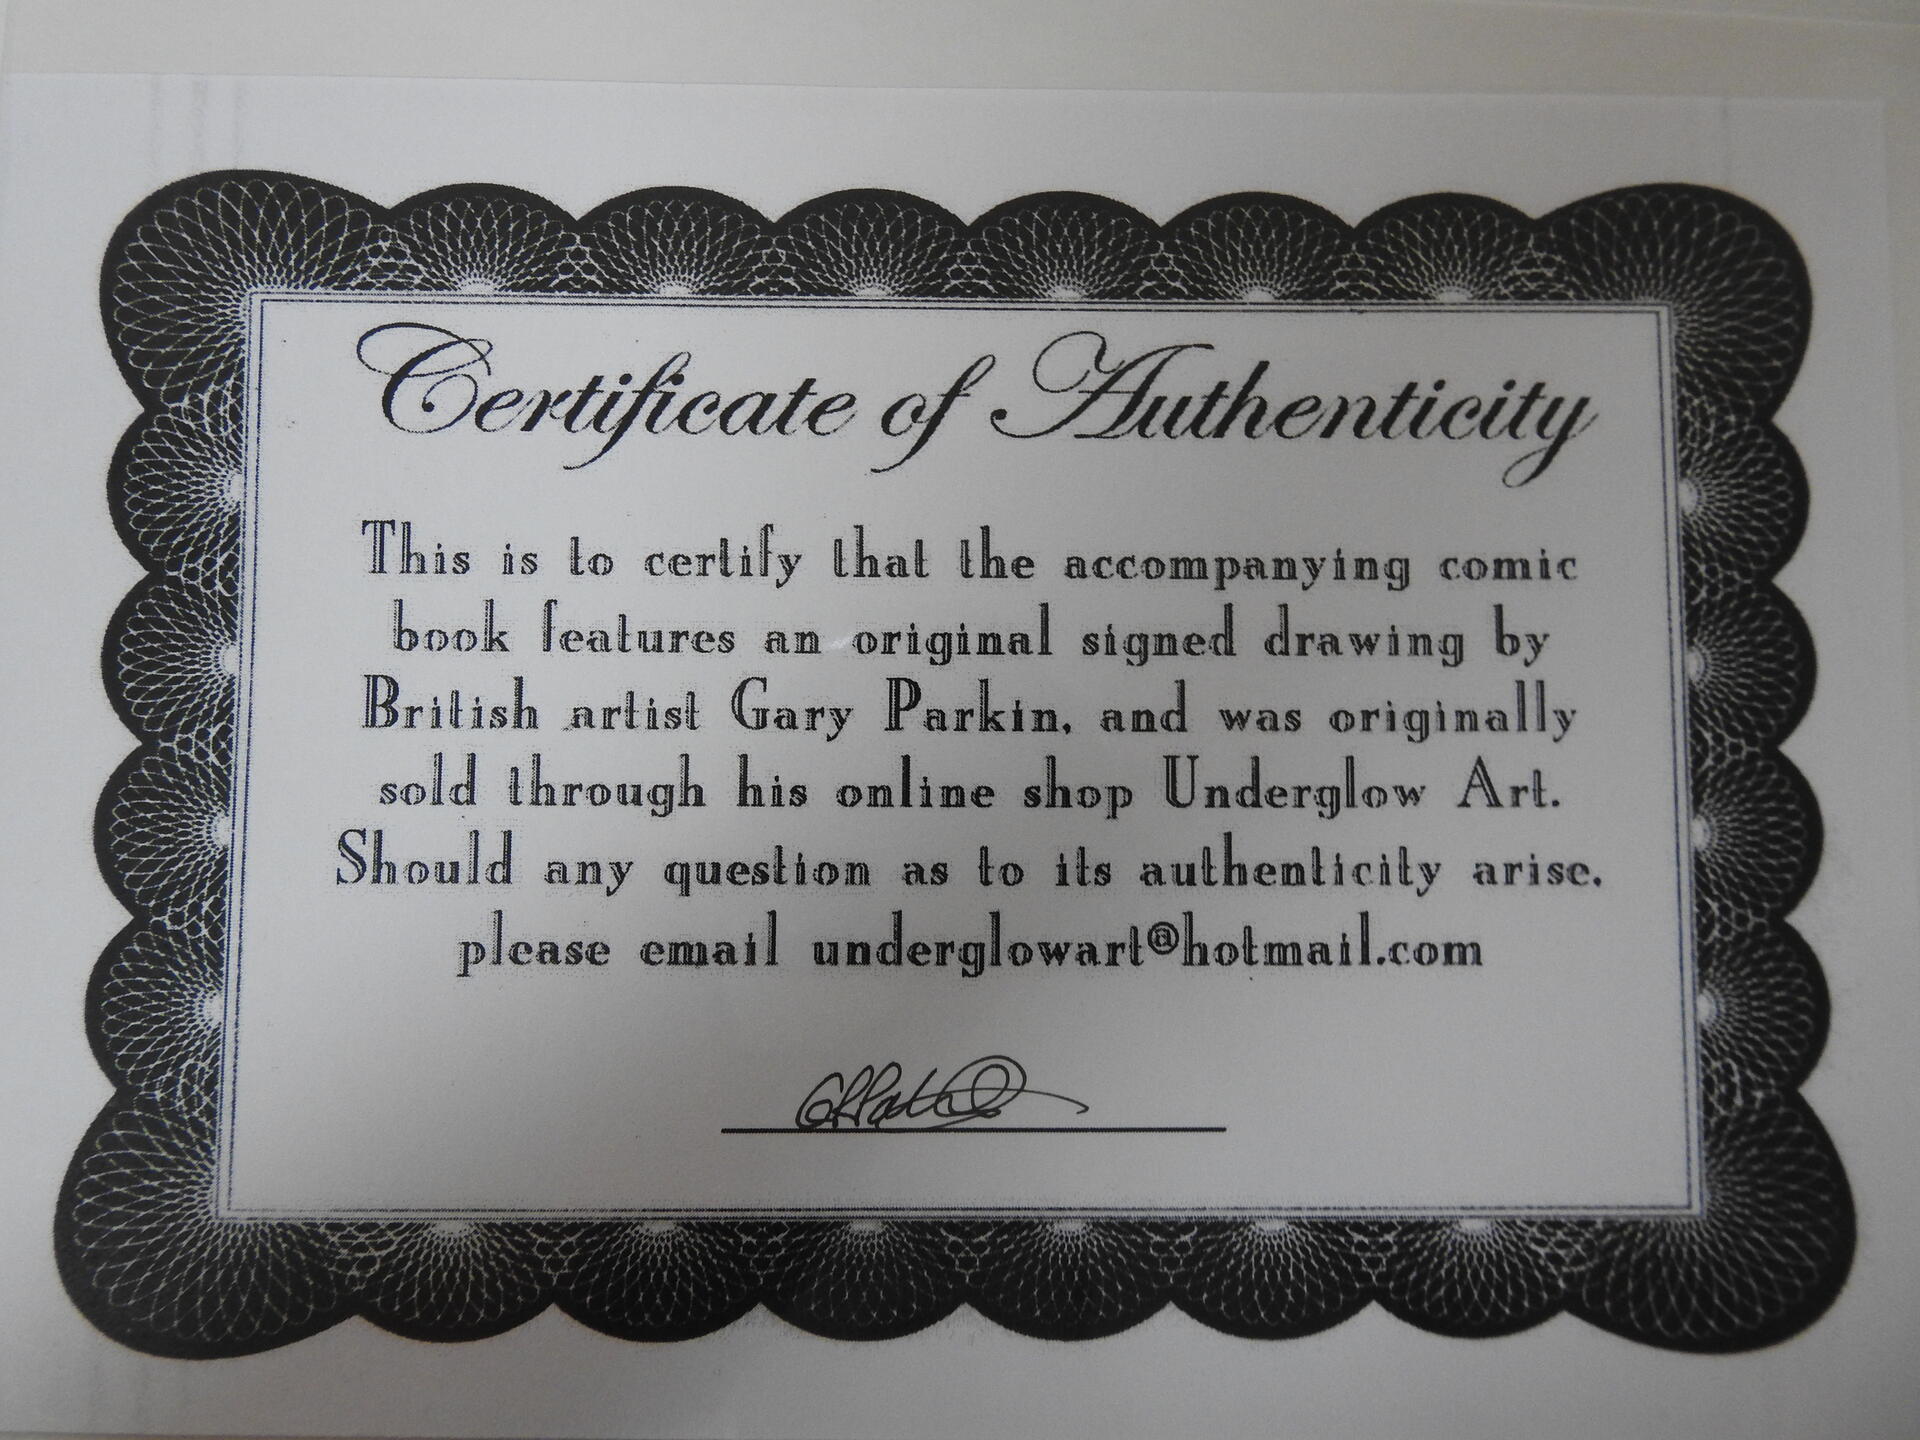 Certificate of Authenticity
This is to certify that the accompanying comic
book features an original signed drawing by
British artist Gary Parkin, and was originally
sold through his online shop Underglow Art.
Should any question as to its authenticity arise,
please email underglowart@hotmail.com